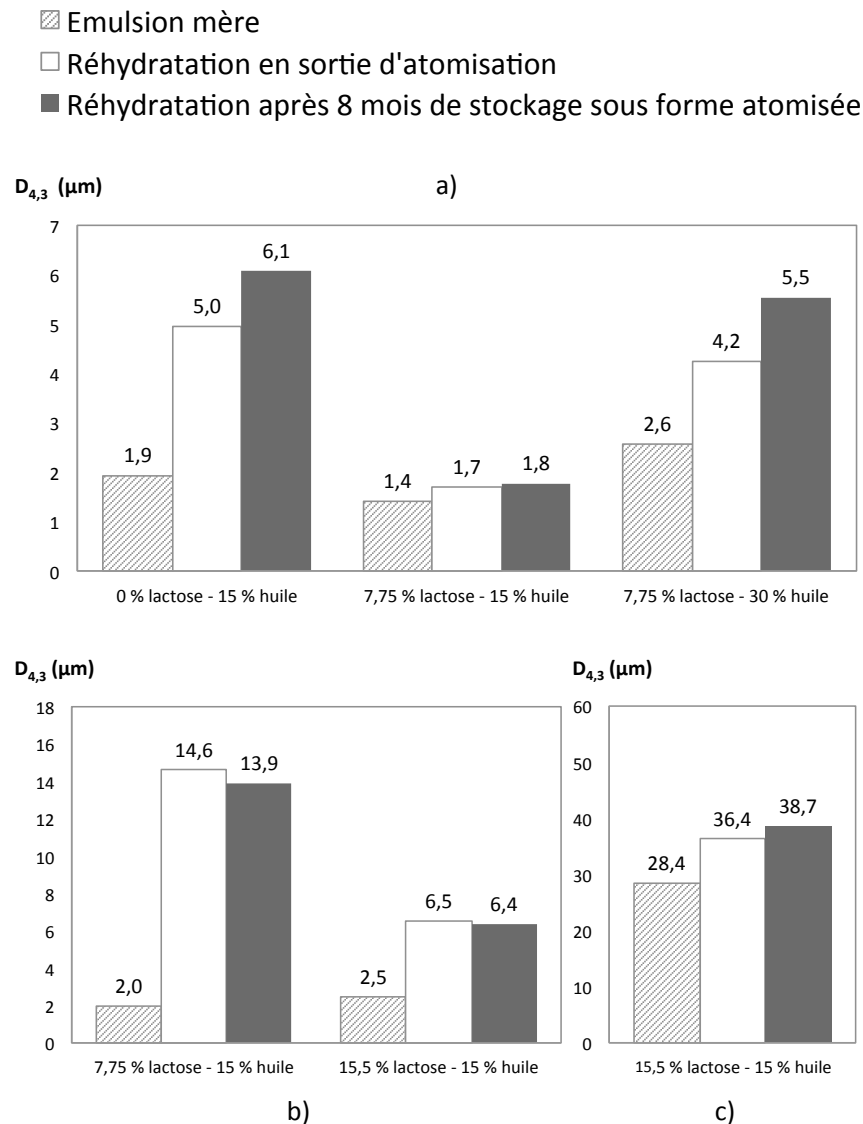 Emulsion mère
Réhydratation en sortie d'atomisation
Réhydratation après 8 mois de stockage sous forme atomisée
D4,3 (μm)
a)
7
6
5
4
3
2
1
0
1,9
5,0
6,1
1,4
1,7
1,8
2,6
4,2
5,5
0 % lactose - 15 % huile
7,75 % lactose - 15 % huile
7,75 % lactose - 30 % huile
D4,3 (μm)
18
16
14
12
10
8
6
4
2
0
2,0
14,6
13,9
2,5
6,5
6,4
7,75 % lactose - 15 % huile
15,5 % lactose - 15 % huile
b)
D4,3 (μm)
60
50
40
30
20
10
0
28,4
36,4
38,7
15,5 % lactose - 15 % huile
c)